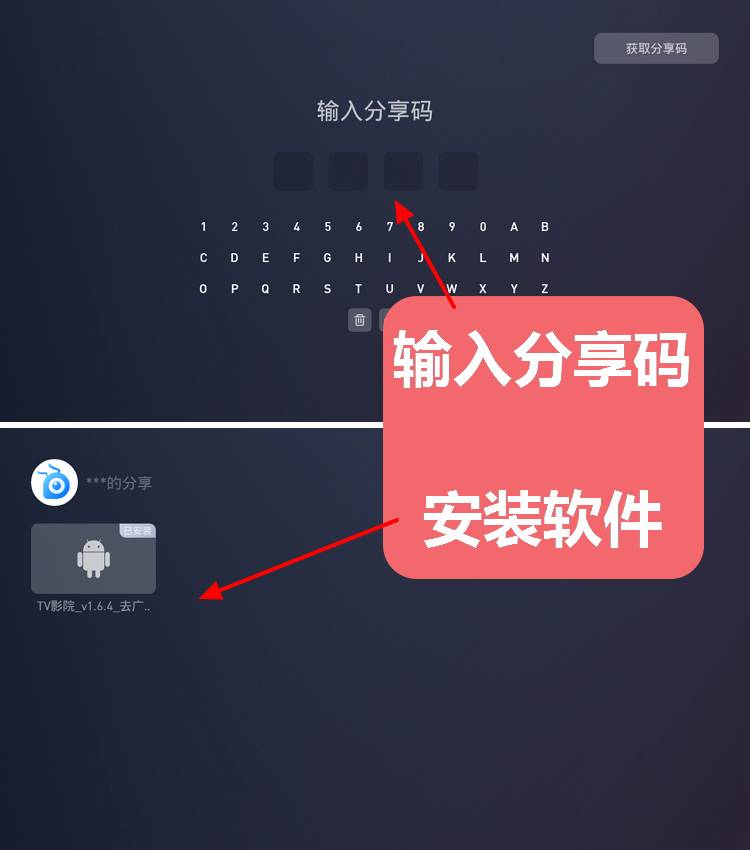 获取分享码
输入分享码
1 2 3 4 5 6 7 8 9 0 A B
C D E F G H I J K L M N
O P Q R S T U V W X Y Z
输入分享码
安装软件
***的分享
已安装
TV影院_v1.6.4_去广..